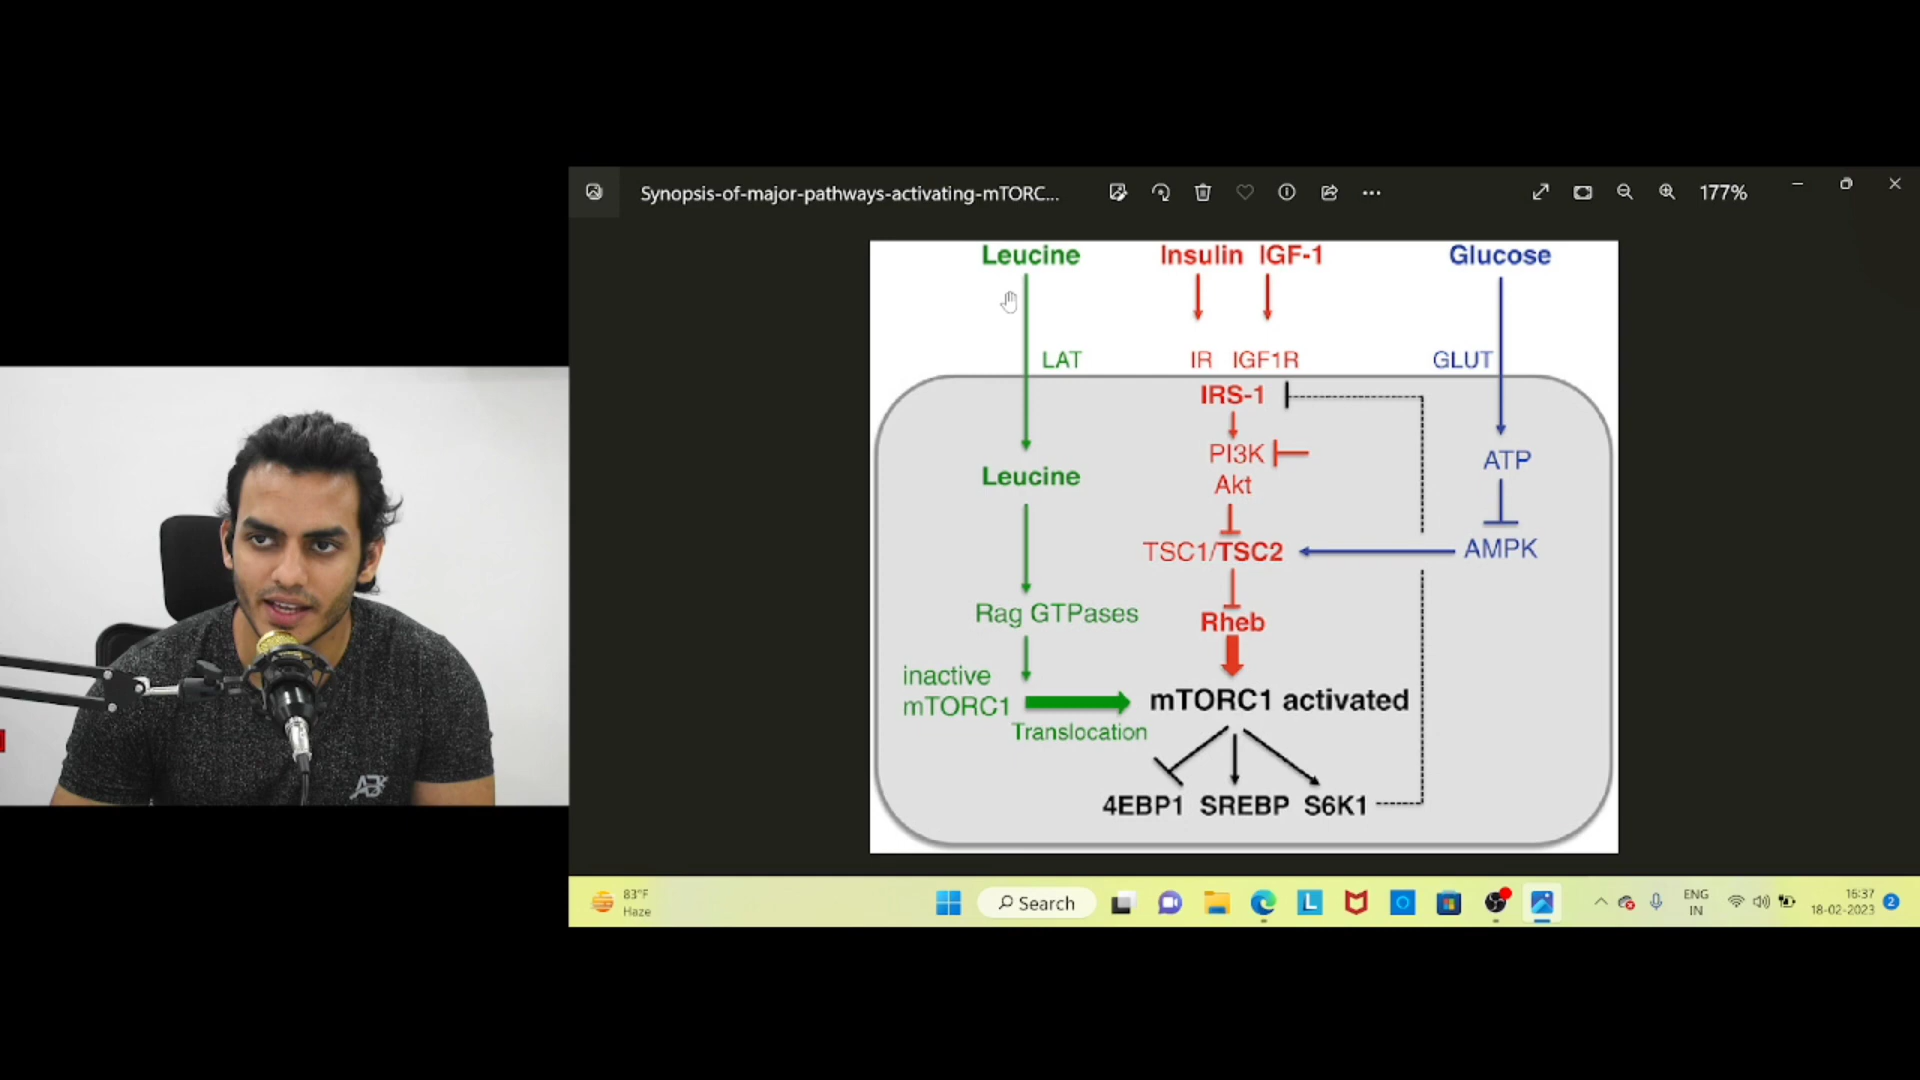 Synopsis-of-major-pathways-activating-mTORC...
177%
Leucine
Insulin IGF-1
Glucose
LAT
IR IGF1R
GLUT
IRS-1
PI3K
ATP
Leucine
Akt
TSC1/TSC2
AMPK
Rag GTPases
Rheb
inactive
mTORC1
mTORC1 activated
Translocation
4EBP1 SREBP S6K1
83°F
Haze
Search
L
ENG
IN
16:37
18-02-2023
2